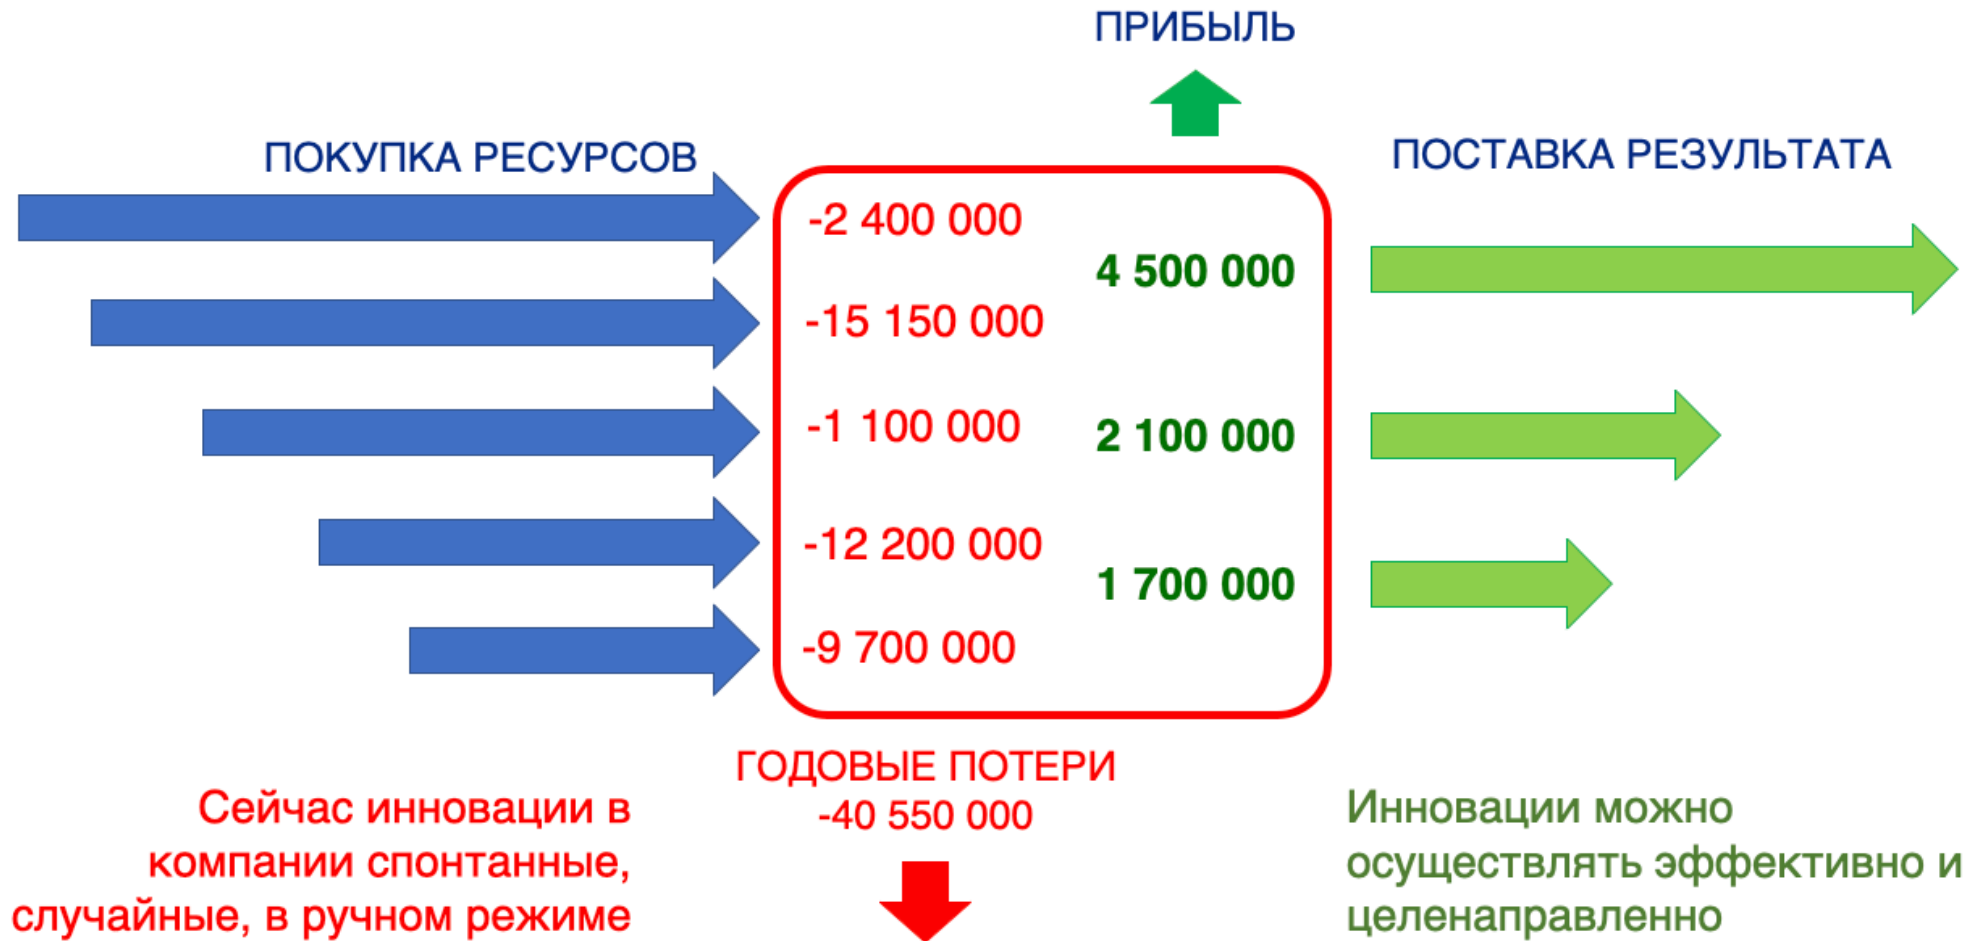 ПРИБЫЛЬ
ПОКУПКА РЕСУРСОВ
ПОСТАВКА РЕЗУЛЬТАТА
-2 400 000
4 500 000
-15 150 000
-1 100 000
2 100 000
-12 200 000
1 700 000
-9 700 000
ГОДОВЫЕ ПОТЕРИ
-40 550 000
Сейчас инновации в
компании спонтанные,
случайные, в ручном режиме
Инновации можно
осуществлять эффективно и
целенаправленно